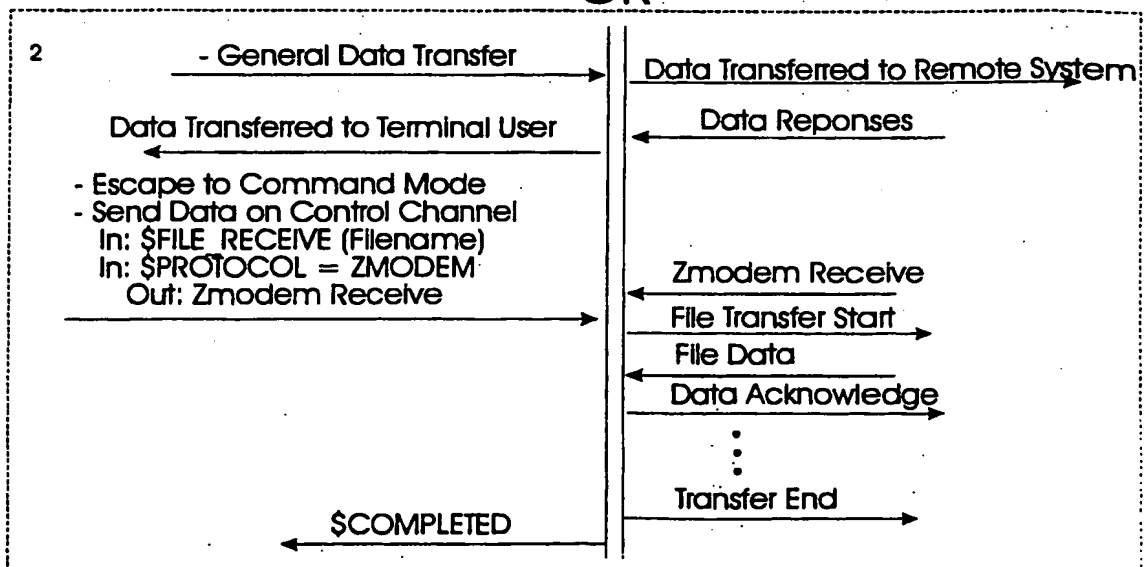 OR
2
- General Data Transfer
Data Transferred to Remote System
Data Transferred to Terminal User
Data Reponses
- Escape to Command Mode
- Send Data on Control Channel
In: $FILE_RECEIVE (Filename)
In: $PROTOCOL = ZMODEM
Out: Zmodem Receive
Zmodem Receive
File Transfer Start
File Data
Data Acknowledge
Transfer End
$COMPLETED